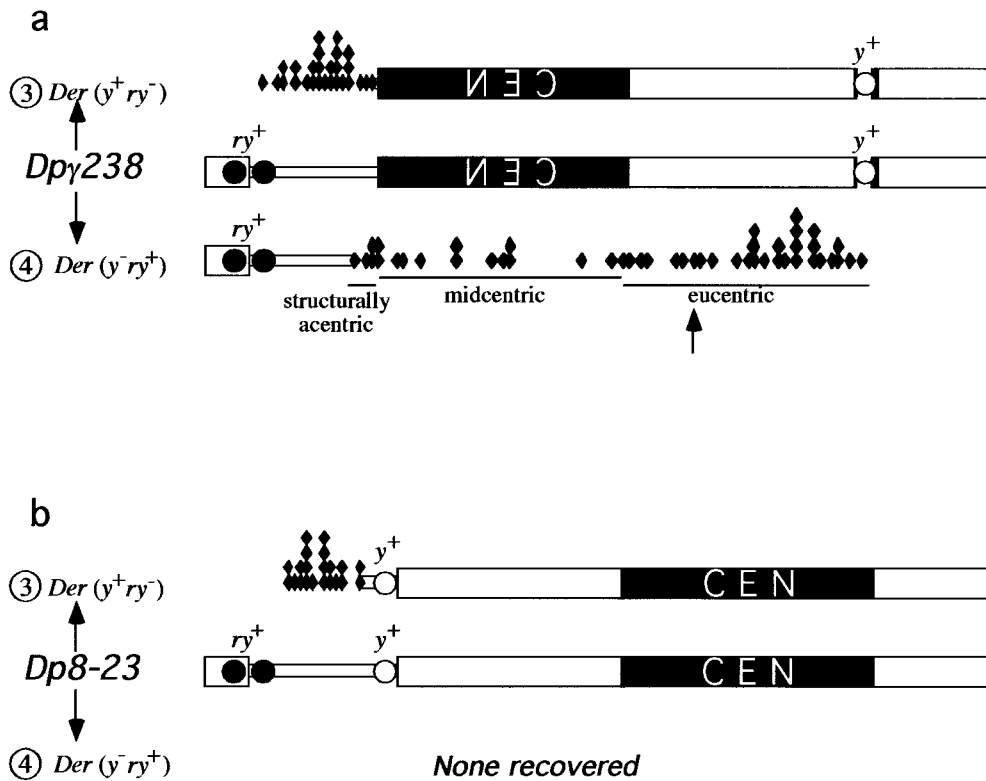 a
③ Der (y⁺ ry⁻)
y⁺
CEN
Dpγ238
ry⁺
y⁺
CEN
④ Der (y⁻ ry⁺)
ry⁺
structurally
acentric
midcentric
eucentric
b
③ Der (y⁺ ry⁻)
y⁺
CEN
Dp8-23
ry⁺
y⁺
CEN
④ Der (y⁻ ry⁺)
None recovered